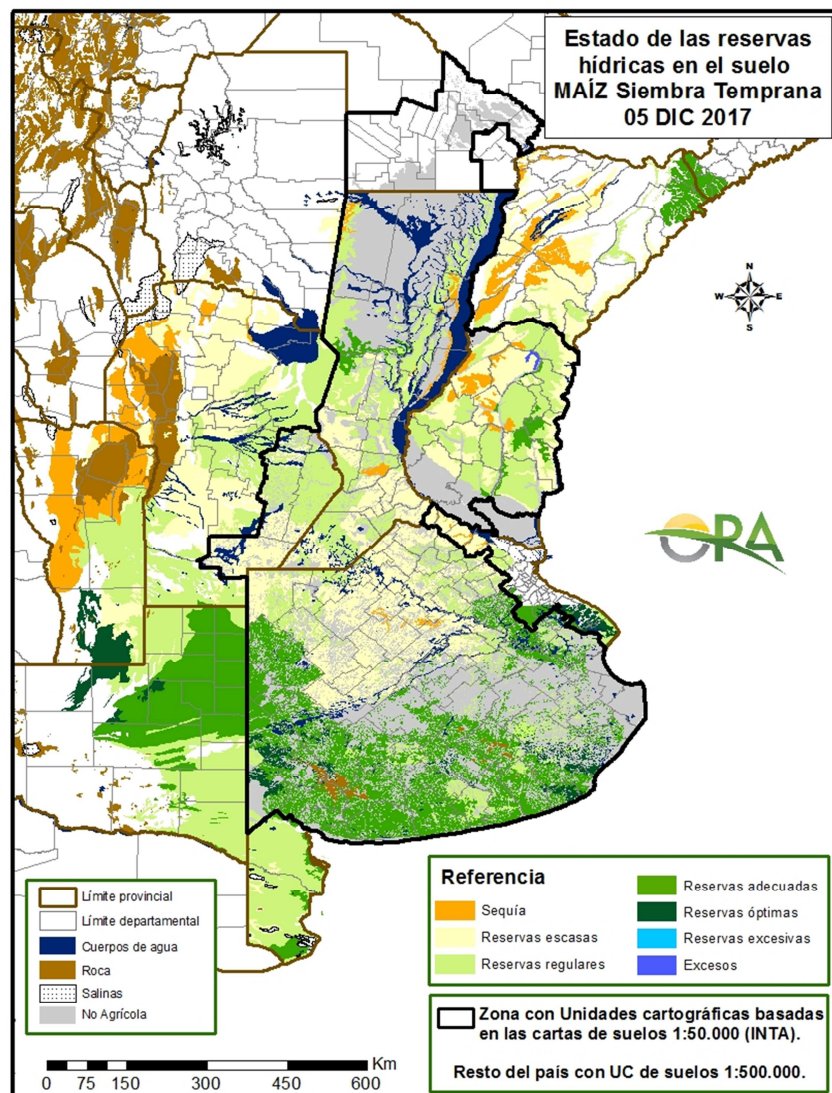 Estado de las reservas
hídricas en el suelo
MAÍZ Siembra Temprana
05 DIC 2017
N
W E
S
OPA
Referencia
Sequía
Reservas escasas
Reservas regulares
Reservas adecuadas
Reservas óptimas
Reservas excesivas
Excesos
Límite provincial
Límite departamental
Cuerpos de agua
Roca
Salinas
No Agrícola
Zona con Unidades cartográficas basadas
en las cartas de suelos 1:50.000 (INTA).
Resto del país con UC de suelos 1:500.000.
Km
0 75 150 300 450 600